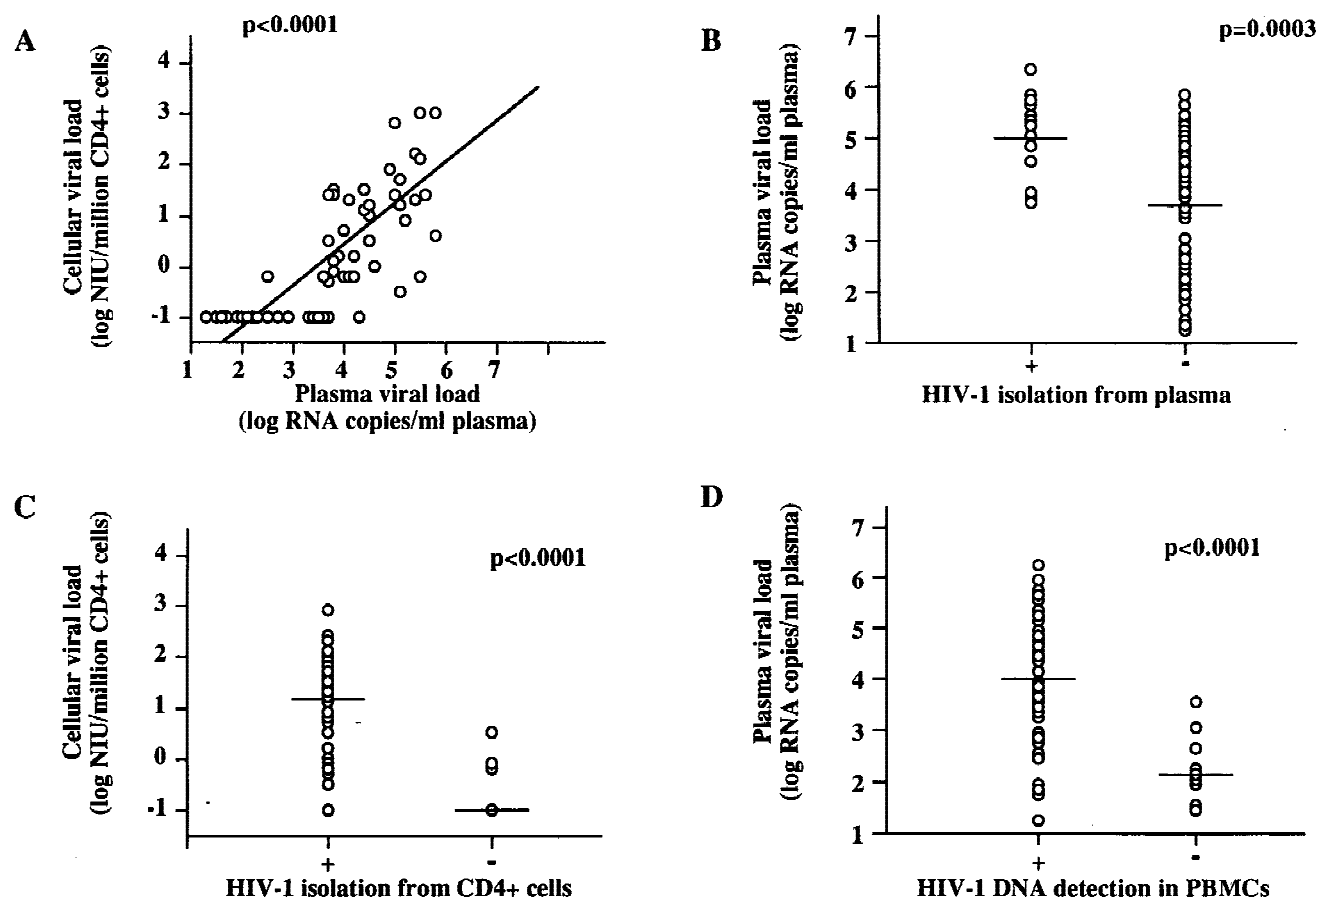 A
p<0.0001
Cellular viral load
(log NIU/million CD4+ cells)
4
3
2
1
0
-1
1 2 3 4 5 6 7
Plasma viral load
(log RNA copies/ml plasma)
B
p=0.0003
Plasma viral load
(log RNA copies/ml plasma)
7
6
5
4
3
2
1
+ -
HIV-1 isolation from plasma
C
p<0.0001
Cellular viral load
(log NIU/million CD4+ cells)
4
3
2
1
0
-1
+ -
HIV-1 isolation from CD4+ cells
D
p<0.0001
Plasma viral load
(log RNA copies/ml plasma)
7
6
5
4
3
2
1
+ -
HIV-1 DNA detection in PBMCs